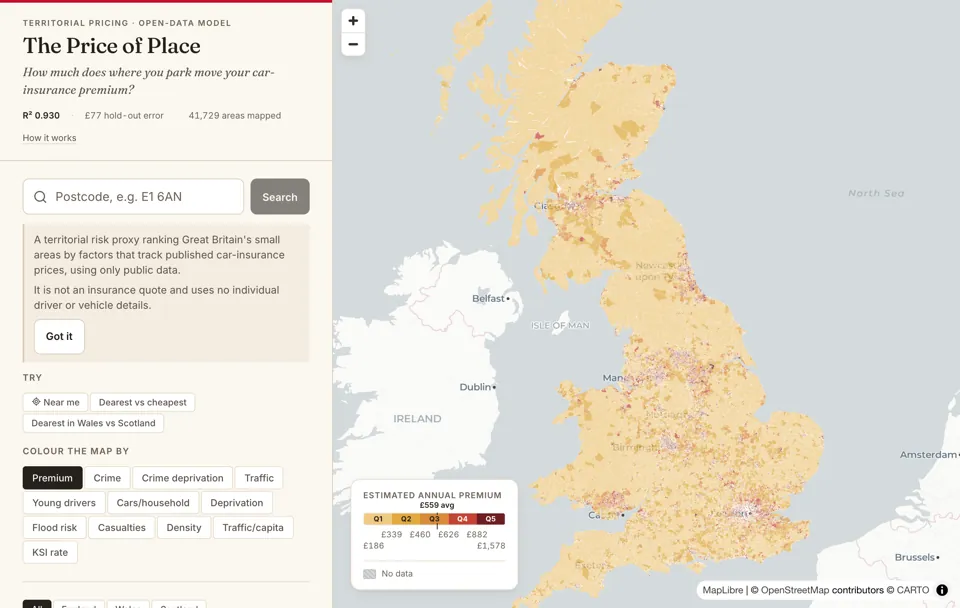 TERRITORIAL PRICING · OPEN-DATA MODEL
The Price of Place
How much does where you park move your car-
insurance premium?
R² 0.930 · £77 hold-out error 41,729 areas mapped
How it works
Postcode, e.g. E1 6AN
Search
A territorial risk proxy ranking Great Britain's small
areas by factors that track published car-insurance
prices, using only public data.
It is not an insurance quote and uses no individual
driver or vehicle details.
Got it
TRY
Near me
Dearest vs cheapest
Dearest in Wales vs Scotland
COLOUR THE MAP BY
Premium
Crime
Crime deprivation
Traffic
Young drivers
Cars/household
Deprivation
Flood risk
Casualties
Density
Traffic/capita
KSI rate
All
England
Wales
Scotland
+
−
North Sea
Belfast
ISLE OF MAN
Dublin
IRELAND
Amsterdam
Brussels
Exeter
ESTIMATED ANNUAL PREMIUM
£559 avg
Q1 Q2 Q3 Q4 Q5
£339 £460 £626 £882
£186 £1,578
No data
MapLibre | © OpenStreetMap contributors © CARTO